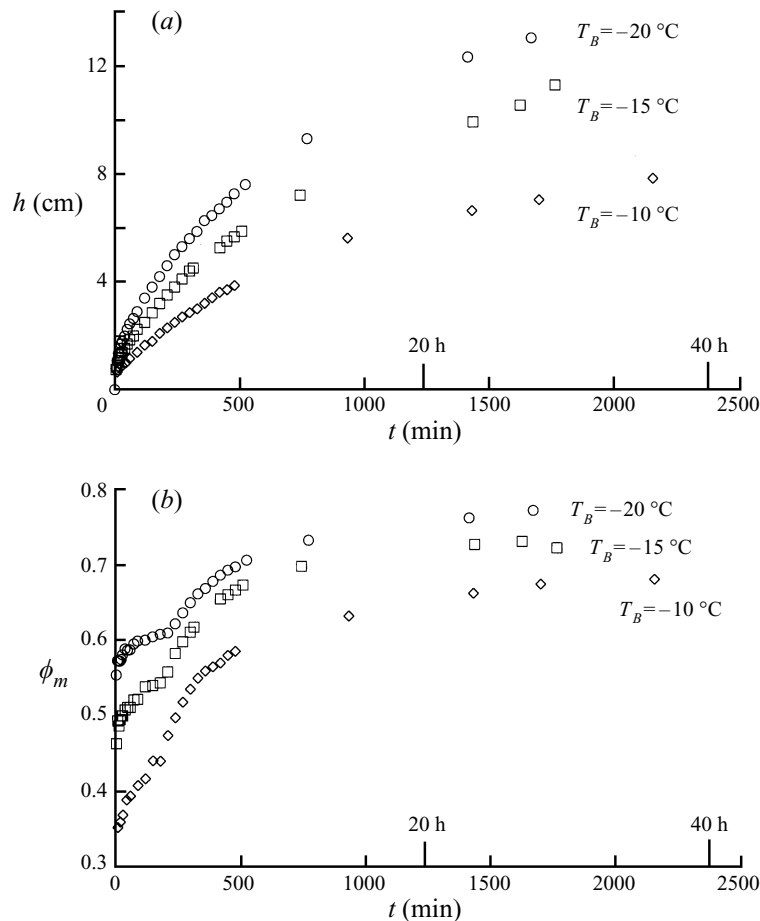 (a)
T_B = –20 °C
12
T_B = –15 °C
8
h (cm)
T_B = –10 °C
4
20 h
40 h
0
0 500 1000 1500 2000 2500
t (min)
0.8
(b)
T_B = –20 °C
T_B = –15 °C
0.7
T_B = –10 °C
0.6
ϕ_m
0.5
0.4
20 h
40 h
0.3
0 500 1000 1500 2000 2500
t (min)